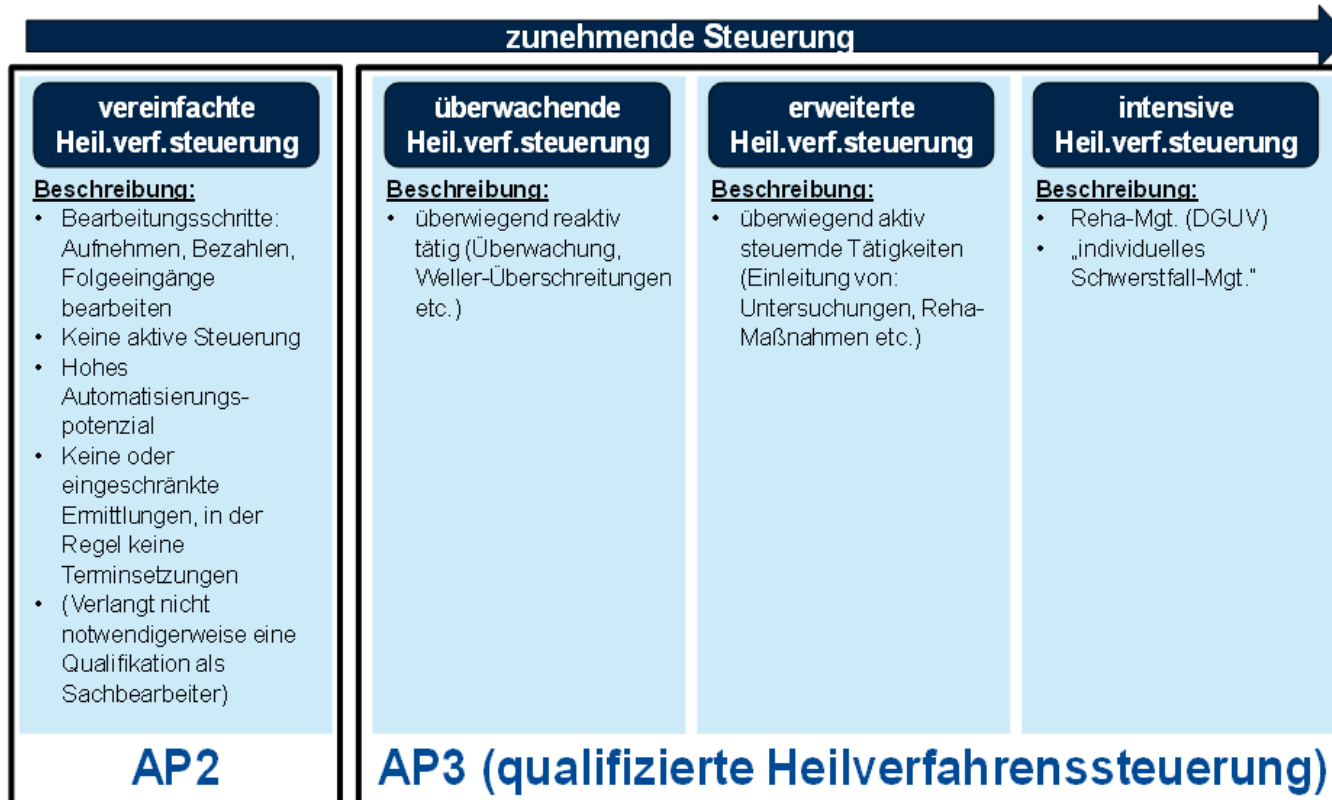 zunehmende Steuerung
vereinfachte
Heil.verf.steuerung
Beschreibung:
• Bearbeitungsschritte:
Aufnehmen, Bezahlen,
Folgeeingänge
bearbeiten
• Keine aktive Steuerung
• Hohes
Automatisierungs-
potenzial
• Keine oder
eingeschränkte
Ermittlungen, in der
Regel keine
Terminsetzungen
• (Verlangt nicht
notwendigerweise eine
Qualifikation als
Sachbearbeiter)
AP2
überwachende
Heil.verf.steuerung
Beschreibung:
• überwiegend reaktiv
tätig (Überwachung,
Weller-Überschreitungen
etc.)
erweiterte
Heil.verf.steuerung
Beschreibung:
• überwiegend aktiv
steuernde Tätigkeiten
(Einleitung von:
Untersuchungen, Reha-
Maßnahmen etc.)
intensive
Heil.verf.steuerung
Beschreibung:
• Reha-Mgt. (DGUV)
• „individuelles
Schwerstfall-Mgt.“
AP3 (qualifizierte Heilverfahrenssteuerung)